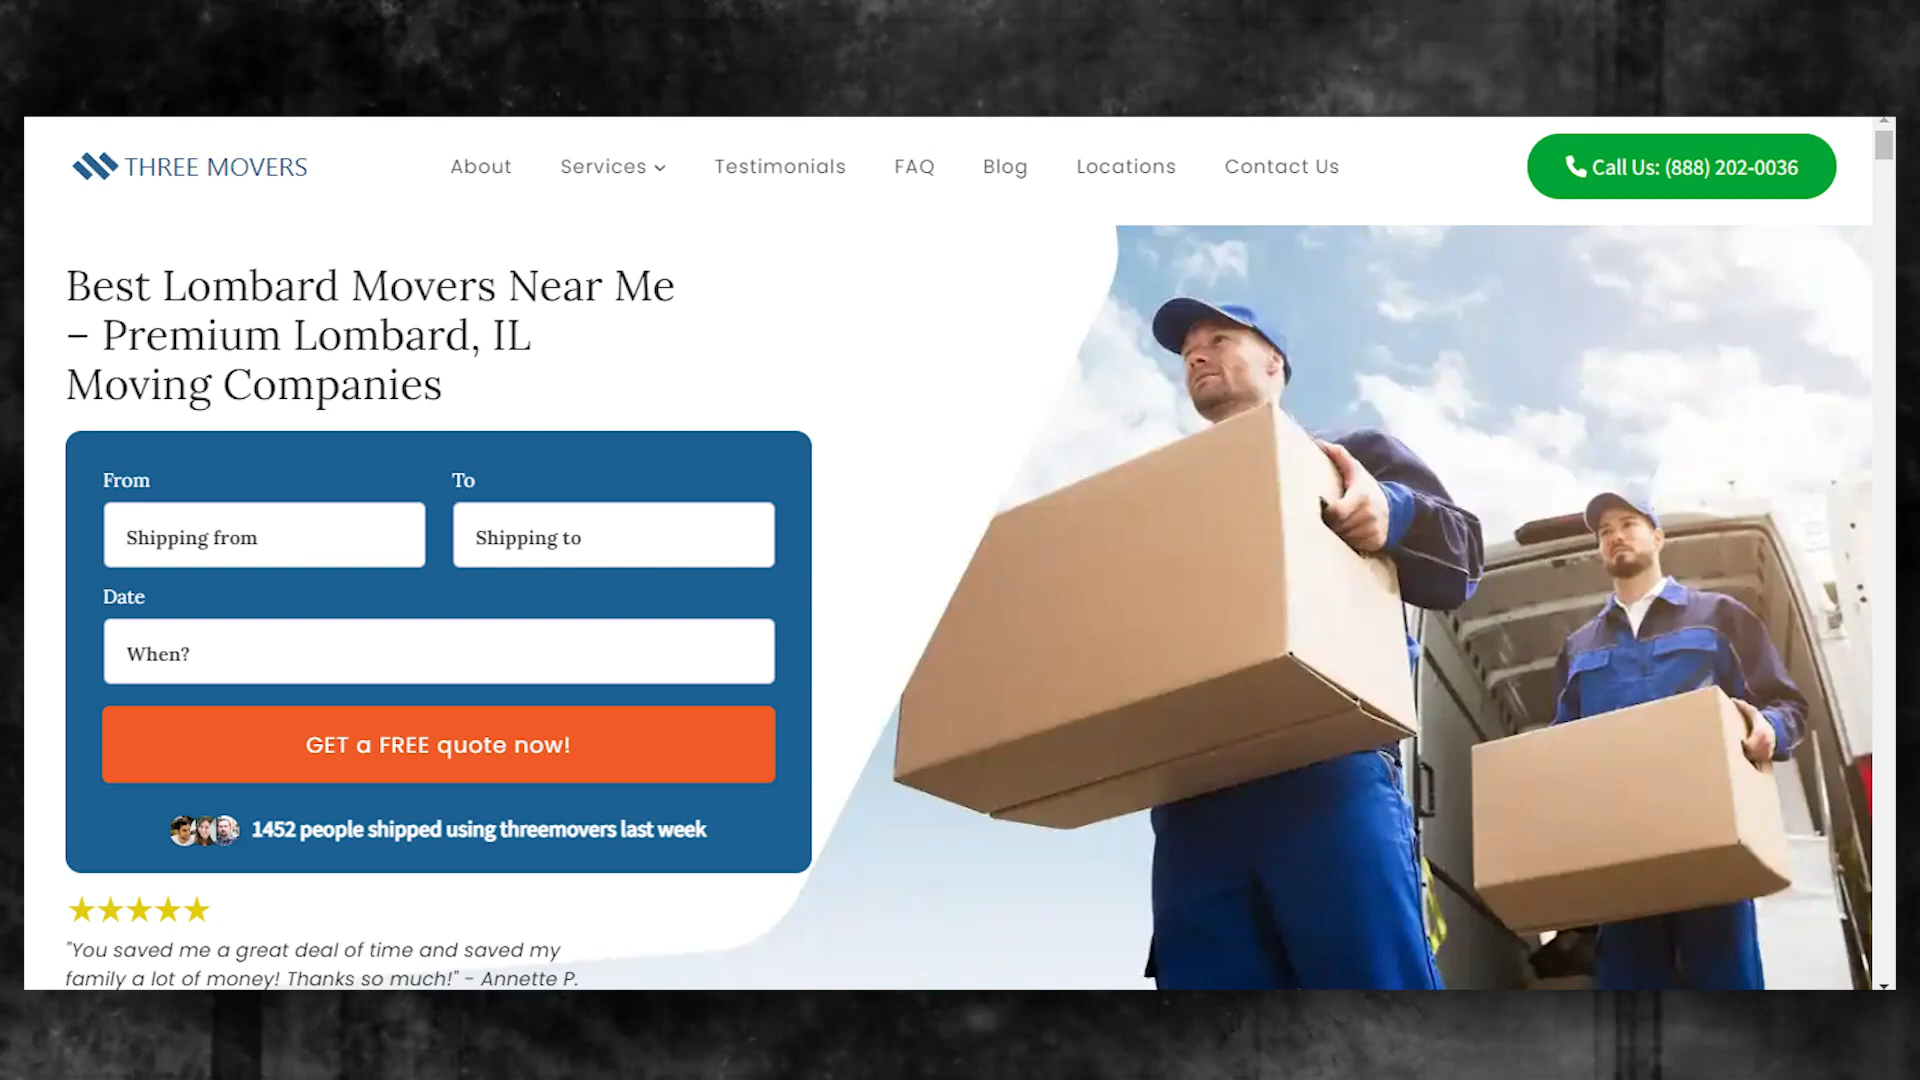 THREE MOVERS
About
Services
Testimonials
FAQ
Blog
Locations
Contact Us
Call Us: (888) 202-0036
Best Lombard Movers Near Me
– Premium Lombard, IL
Moving Companies
From
To
Shipping from
Shipping to
Date
When?
GET a FREE quote now!
1452 people shipped using threemovers last week
"You saved me a great deal of time and saved my
family a lot of money! Thanks so much!" - Annette P.